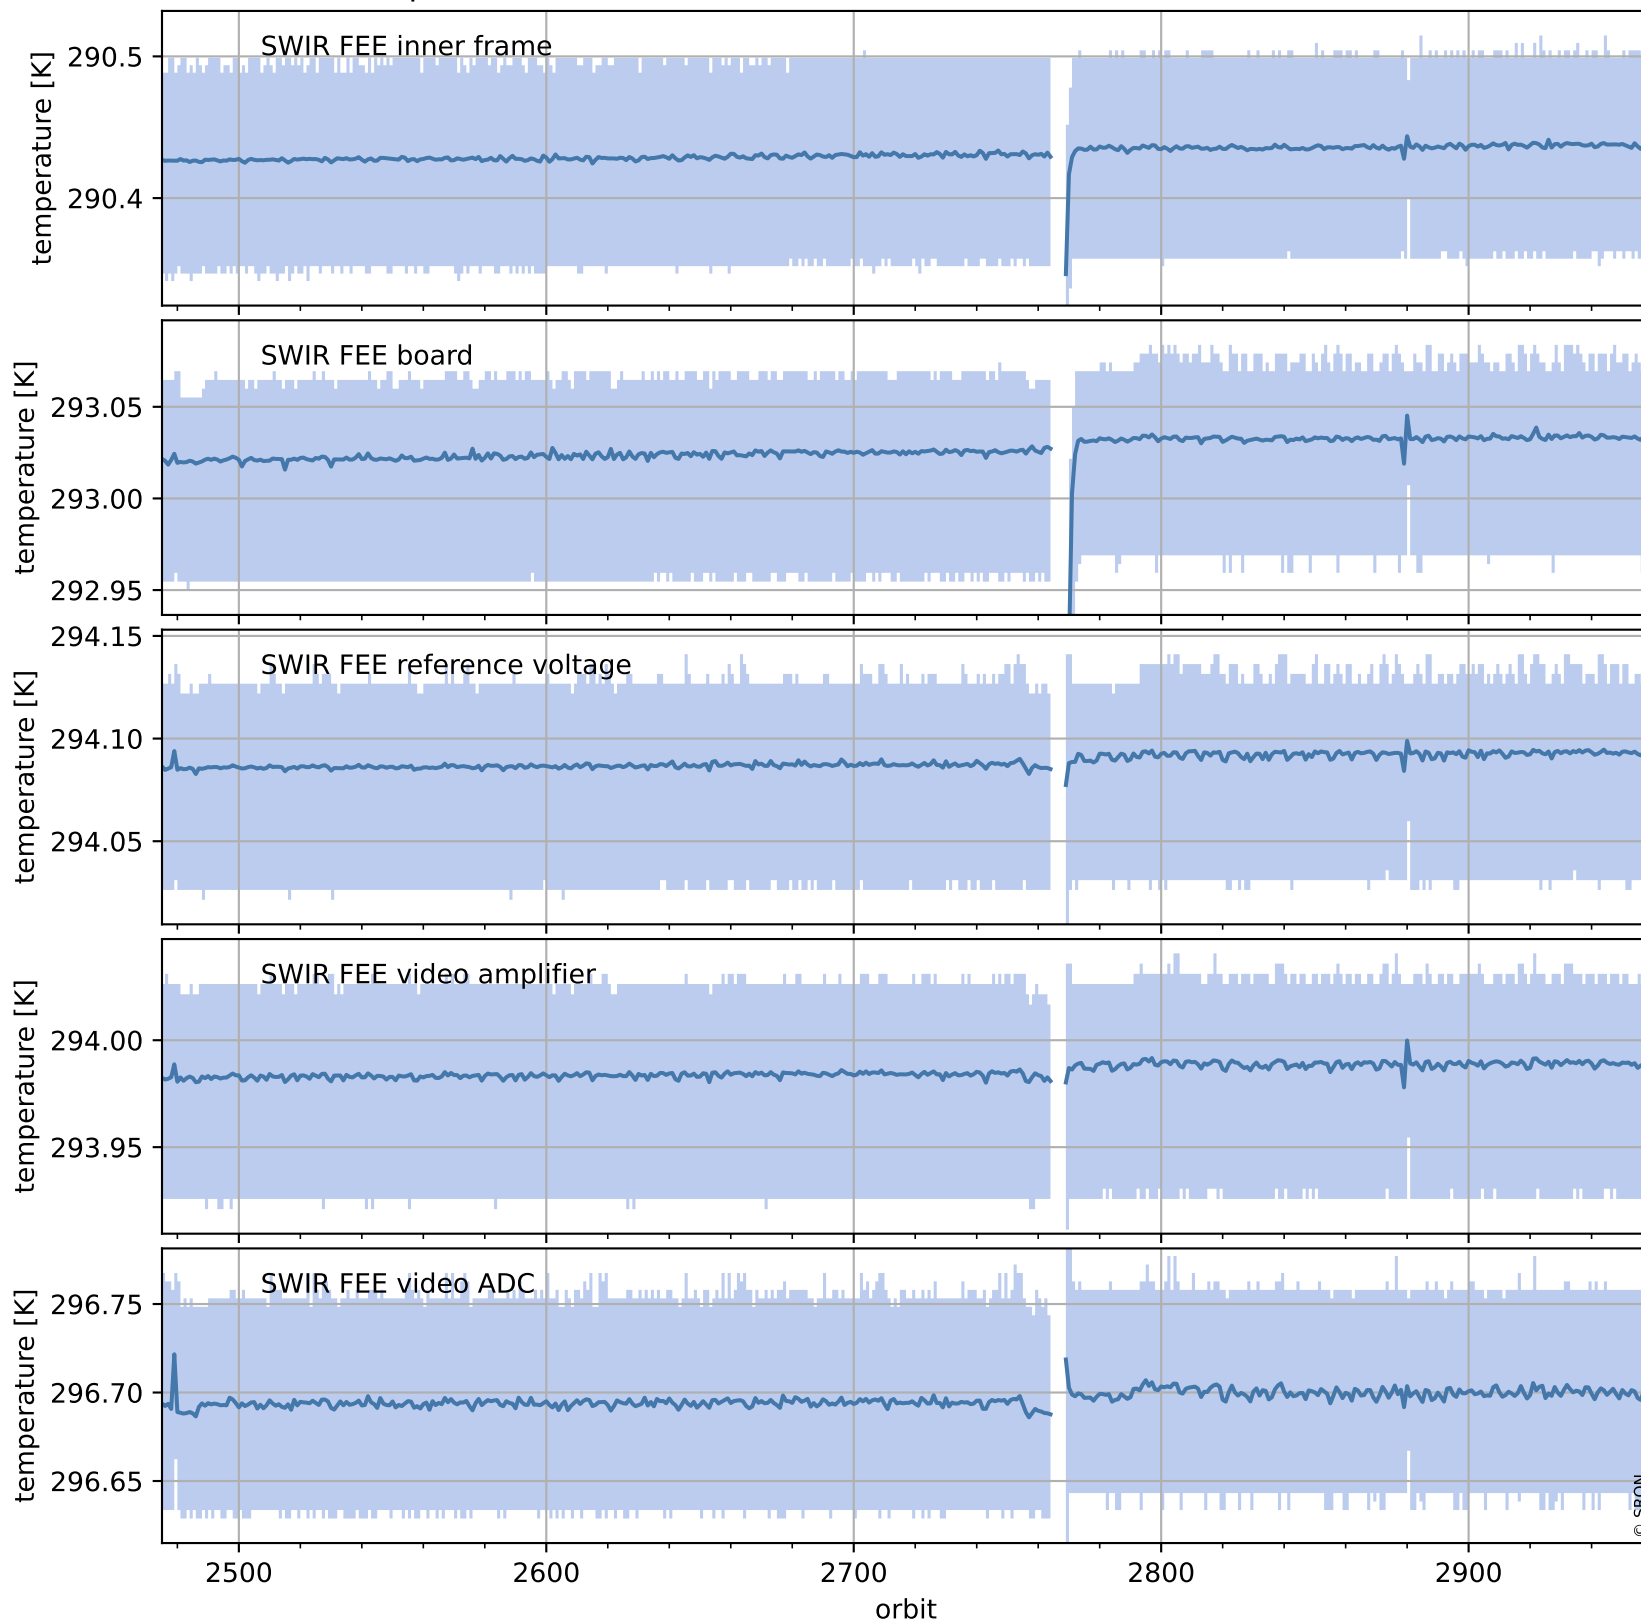 SWIR FEE inner frame
temperature [K]
290.5
290.4
SWIR FEE board
temperature [K]
293.05
293.00
292.95
SWIR FEE reference voltage
temperature [K]
294.15
294.10
294.05
SWIR FEE video amplifier
temperature [K]
294.00
293.95
SWIR FEE video ADC
temperature [K]
296.75
296.70
296.65
2500 2600 2700 2800 2900
orbit
© SRON